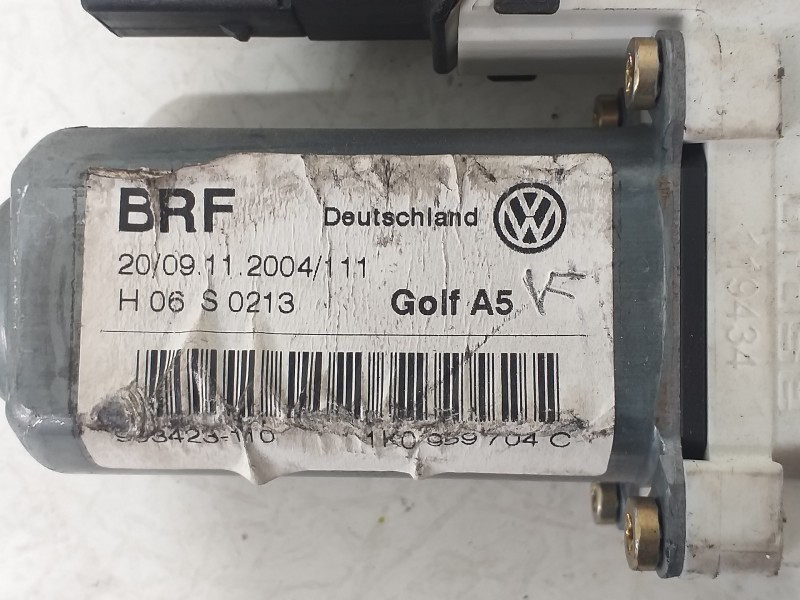 BRF
Deutschland
20/09.11.2004/111
H 06 S 0213
Golf A5
1K0 959 704 C